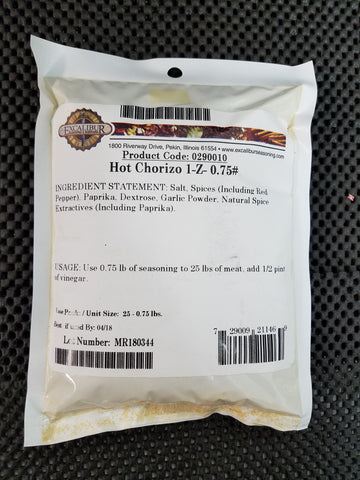 EXCALIBUR
1800 Riverway Drive, Pekin, Illinois 61554 • www.excaliburseasoning.com
Product Code: 0290010
Hot Chorizo 1-Z- 0.75#
INGREDIENT STATEMENT: Salt, Spices (Including Red
Pepper), Paprika, Dextrose, Garlic Powder, Natural Spice
Extractives (Including Paprika).
USAGE: Use 0.75 lb of seasoning to 25 lbs of meat, add 1/2 pint
of vinegar.
/ Unit Size: 25 - 0.75 lbs.
if used By: 04/18
Lot Number: MR180344
7 29009 21146